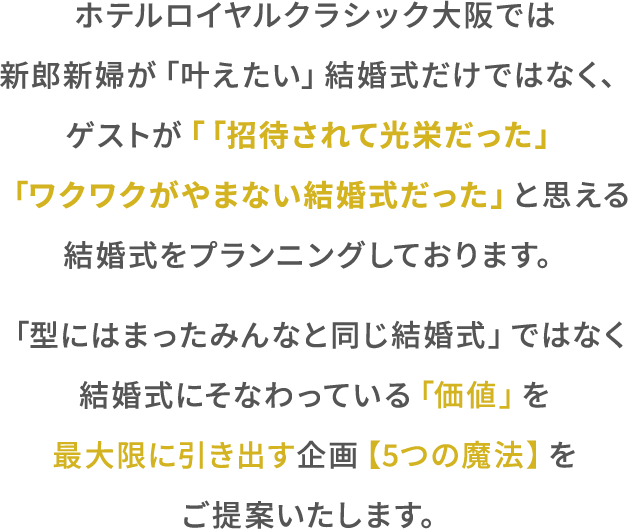 ホテルロイヤルクラシック大阪では
新郎新婦が「叶えたい」結婚式だけではなく、
ゲストが「「招待されて光栄だった」
「ワクワクがやまない結婚式だった」と思える
結婚式をプランニングしております。
「型にはまったみんなと同じ結婚式」ではなく
結婚式にそなわっている「価値」を
最大限に引き出す企画【5つの魔法】を
ご提案いたします。